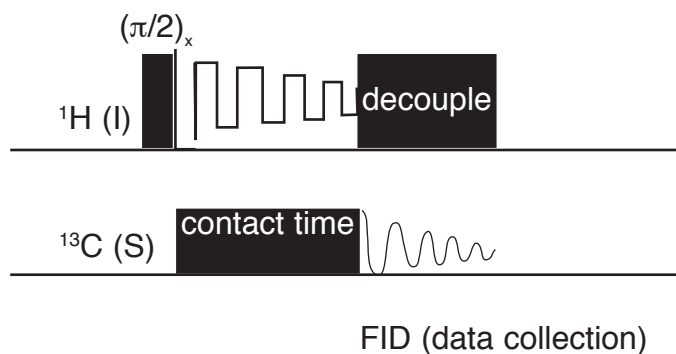 (π/2)ₓ
¹H (I)
decouple
contact time
¹³C (S)
FID (data collection)